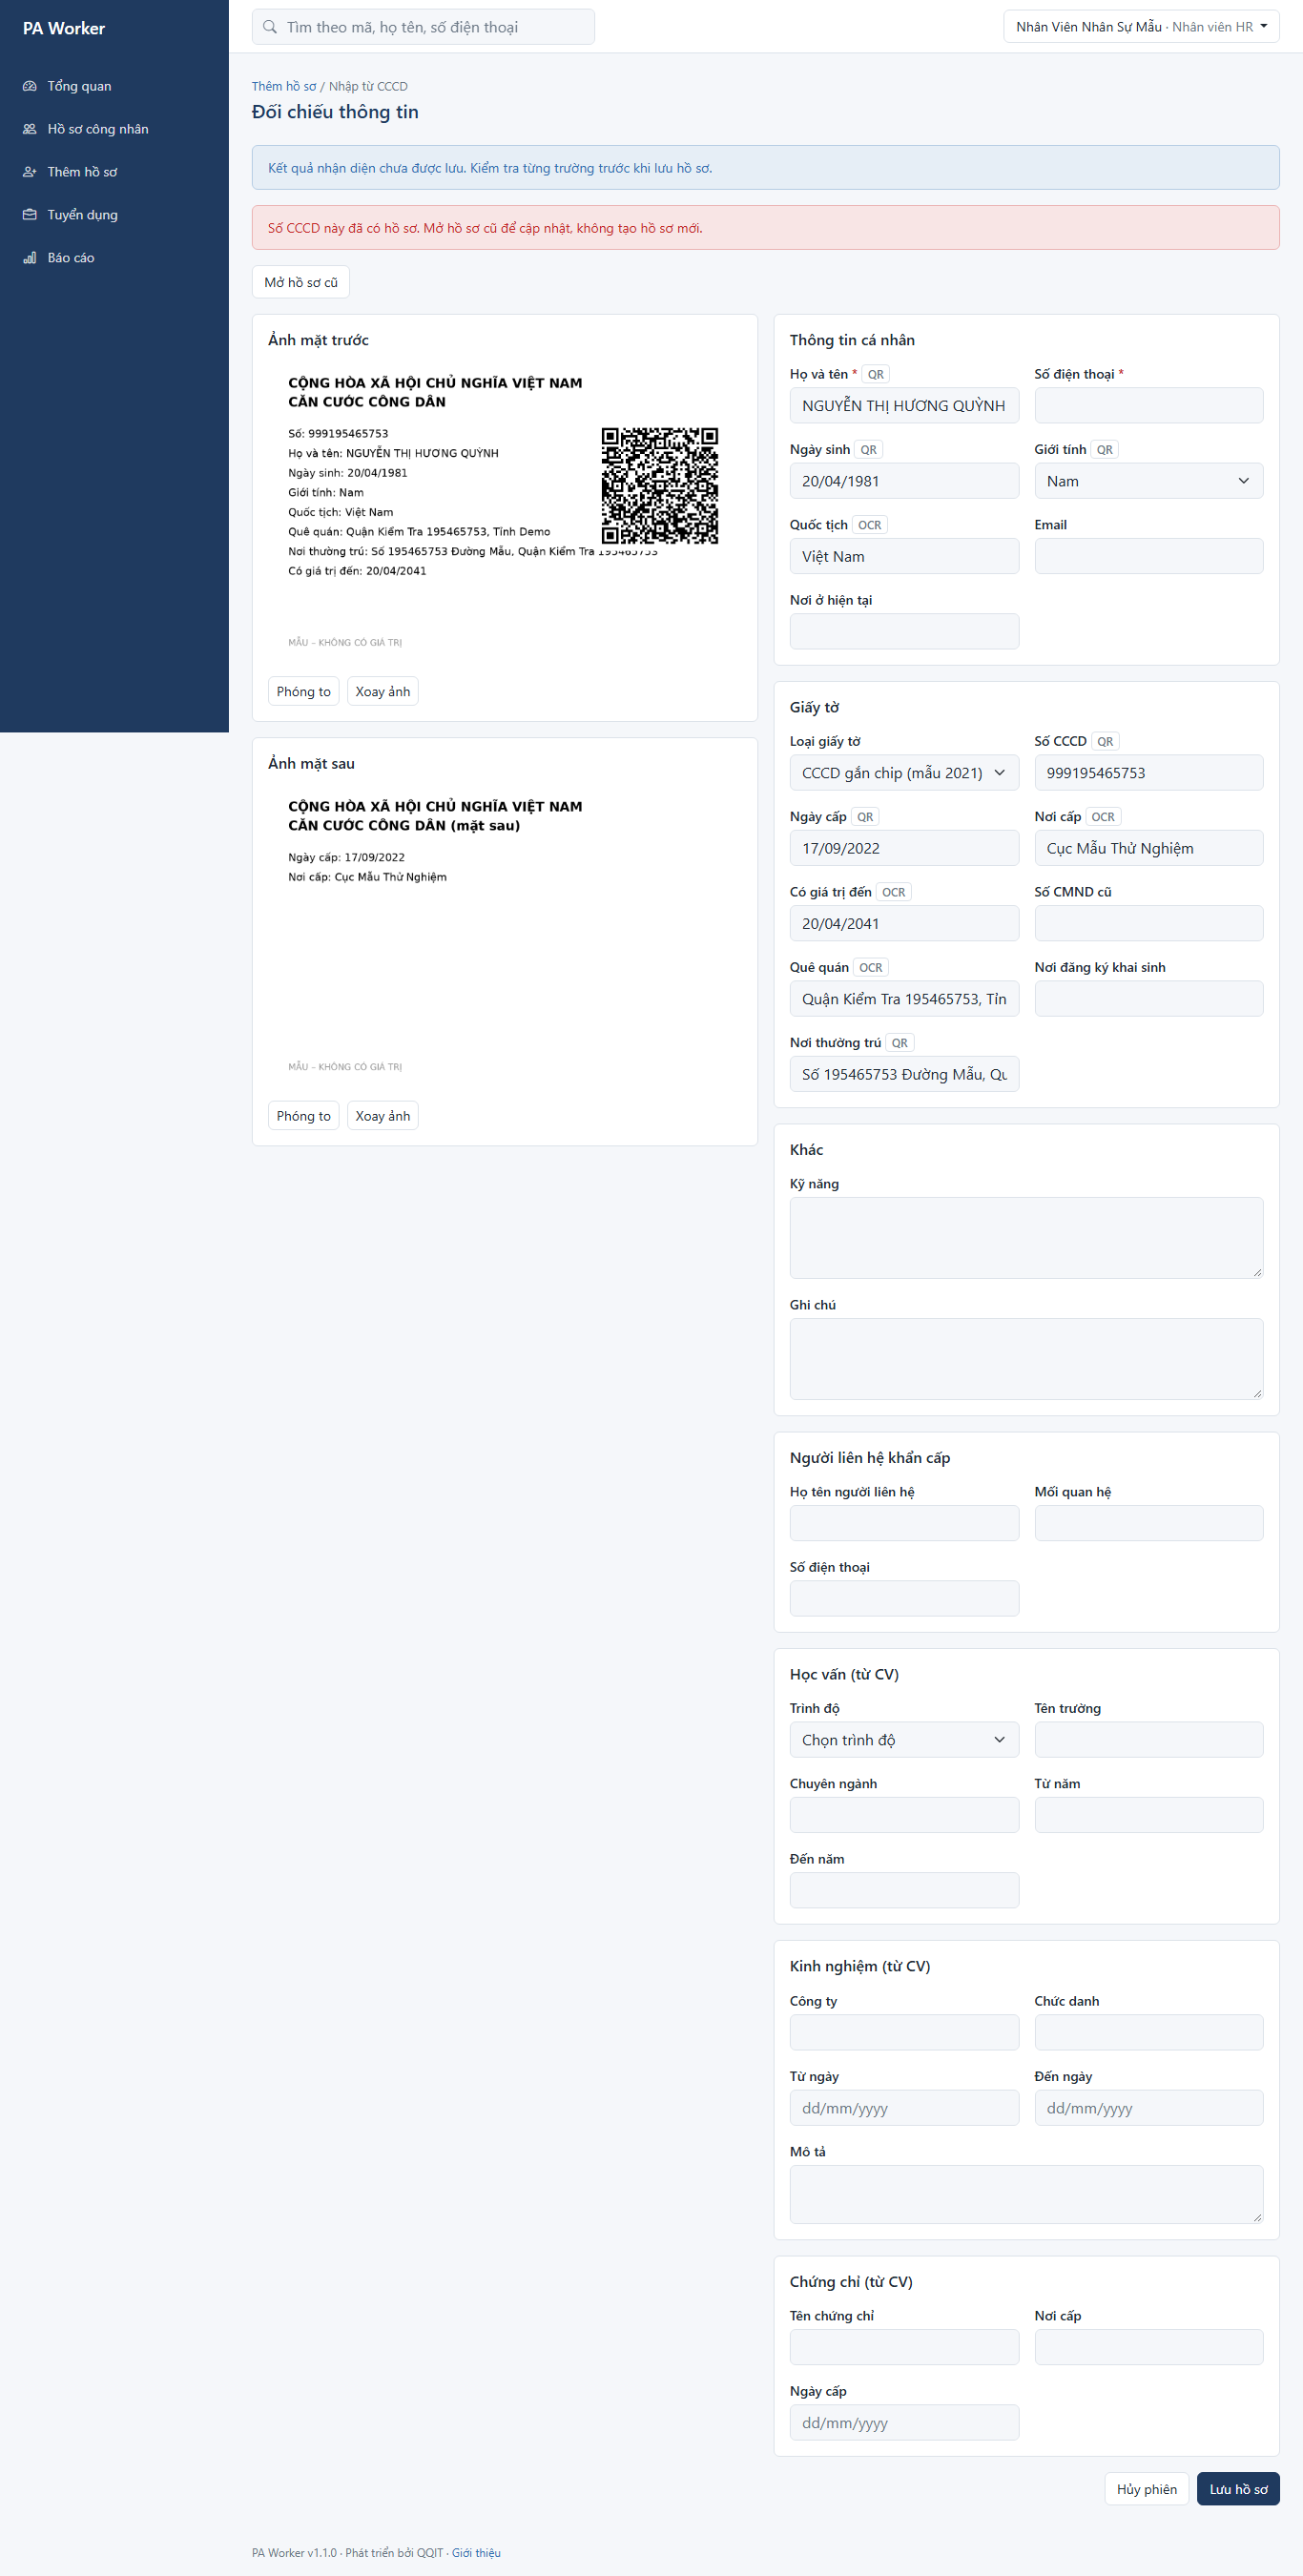 PA Worker
Tổng quan
Hồ sơ công nhân
Thêm hồ sơ
Tuyển dụng
Báo cáo
Tìm theo mã, họ tên, số điện thoại
Nhân Viên Nhân Sự Mẫu · Nhân viên HR
Thêm hồ sơ / Nhập từ CCCD
Đối chiếu thông tin
Kết quả nhận diện chưa được lưu. Kiểm tra từng trường trước khi lưu hồ sơ.
Số CCCD này đã có hồ sơ. Mở hồ sơ cũ để cập nhật, không tạo hồ sơ mới.
Mở hồ sơ cũ
Ảnh mặt trước
CỘNG HÒA XÃ HỘI CHỦ NGHĨA VIỆT NAM
CĂN CƯỚC CÔNG DÂN
Số: 999195465753
Họ và tên: NGUYỄN THỊ HƯƠNG QUỲNH
Ngày sinh: 20/04/1981
Giới tính: Nam
Quốc tịch: Việt Nam
Quê quán: Quận Kiểm Tra 195465753, Tỉnh Demo
Nơi thường trú: Số 195465753 Đường Mẫu, Quận Kiểm Tra 195465753
Có giá trị đến: 20/04/2041
MẪU – KHÔNG CÓ GIÁ TRỊ
Phóng to Xoay ảnh
Ảnh mặt sau
CỘNG HÒA XÃ HỘI CHỦ NGHĨA VIỆT NAM
CĂN CƯỚC CÔNG DÂN (mặt sau)
Ngày cấp: 17/09/2022
Nơi cấp: Cục Mẫu Thử Nghiệm
MẪU – KHÔNG CÓ GIÁ TRỊ
Phóng to Xoay ảnh
Thông tin cá nhân
Họ và tên * QR Số điện thoại *
NGUYỄN THỊ HƯƠNG QUỲNH
Ngày sinh QR Giới tính QR
20/04/1981 Nam
Quốc tịch OCR Email
Việt Nam
Nơi ở hiện tại
Giấy tờ
Loại giấy tờ Số CCCD QR
CCCD gắn chip (mẫu 2021) 999195465753
Ngày cấp QR Nơi cấp OCR
17/09/2022 Cục Mẫu Thử Nghiệm
Có giá trị đến OCR Số CMND cũ
20/04/2041
Quê quán OCR Nơi đăng ký khai sinh
Quận Kiểm Tra 195465753, Tỉn
Nơi thường trú QR
Số 195465753 Đường Mẫu, Qu
Khác
Kỹ năng
Ghi chú
Người liên hệ khẩn cấp
Họ tên người liên hệ Mối quan hệ
Số điện thoại
Học vấn (từ CV)
Trình độ Tên trường
Chọn trình độ
Chuyên ngành Từ năm
Đến năm
Kinh nghiệm (từ CV)
Công ty Chức danh
Từ ngày Đến ngày
dd/mm/yyyy dd/mm/yyyy
Mô tả
Chứng chỉ (từ CV)
Tên chứng chỉ Nơi cấp
Ngày cấp
dd/mm/yyyy
Hủy phiên Lưu hồ sơ
PA Worker v1.1.0 · Phát triển bởi QQIT · Giới thiệu